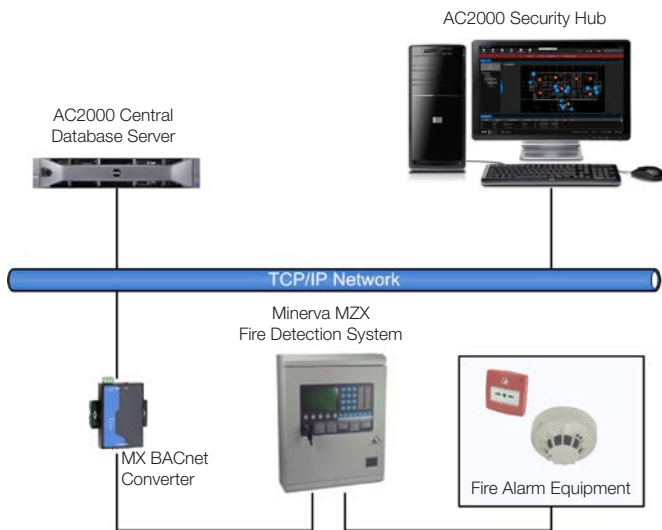 AC2000 Security Hub
AC2000 Central
Database Server
TCP/IP Network
Minerva MZX
Fire Detection System
MX BACnet
Converter
Fire Alarm Equipment